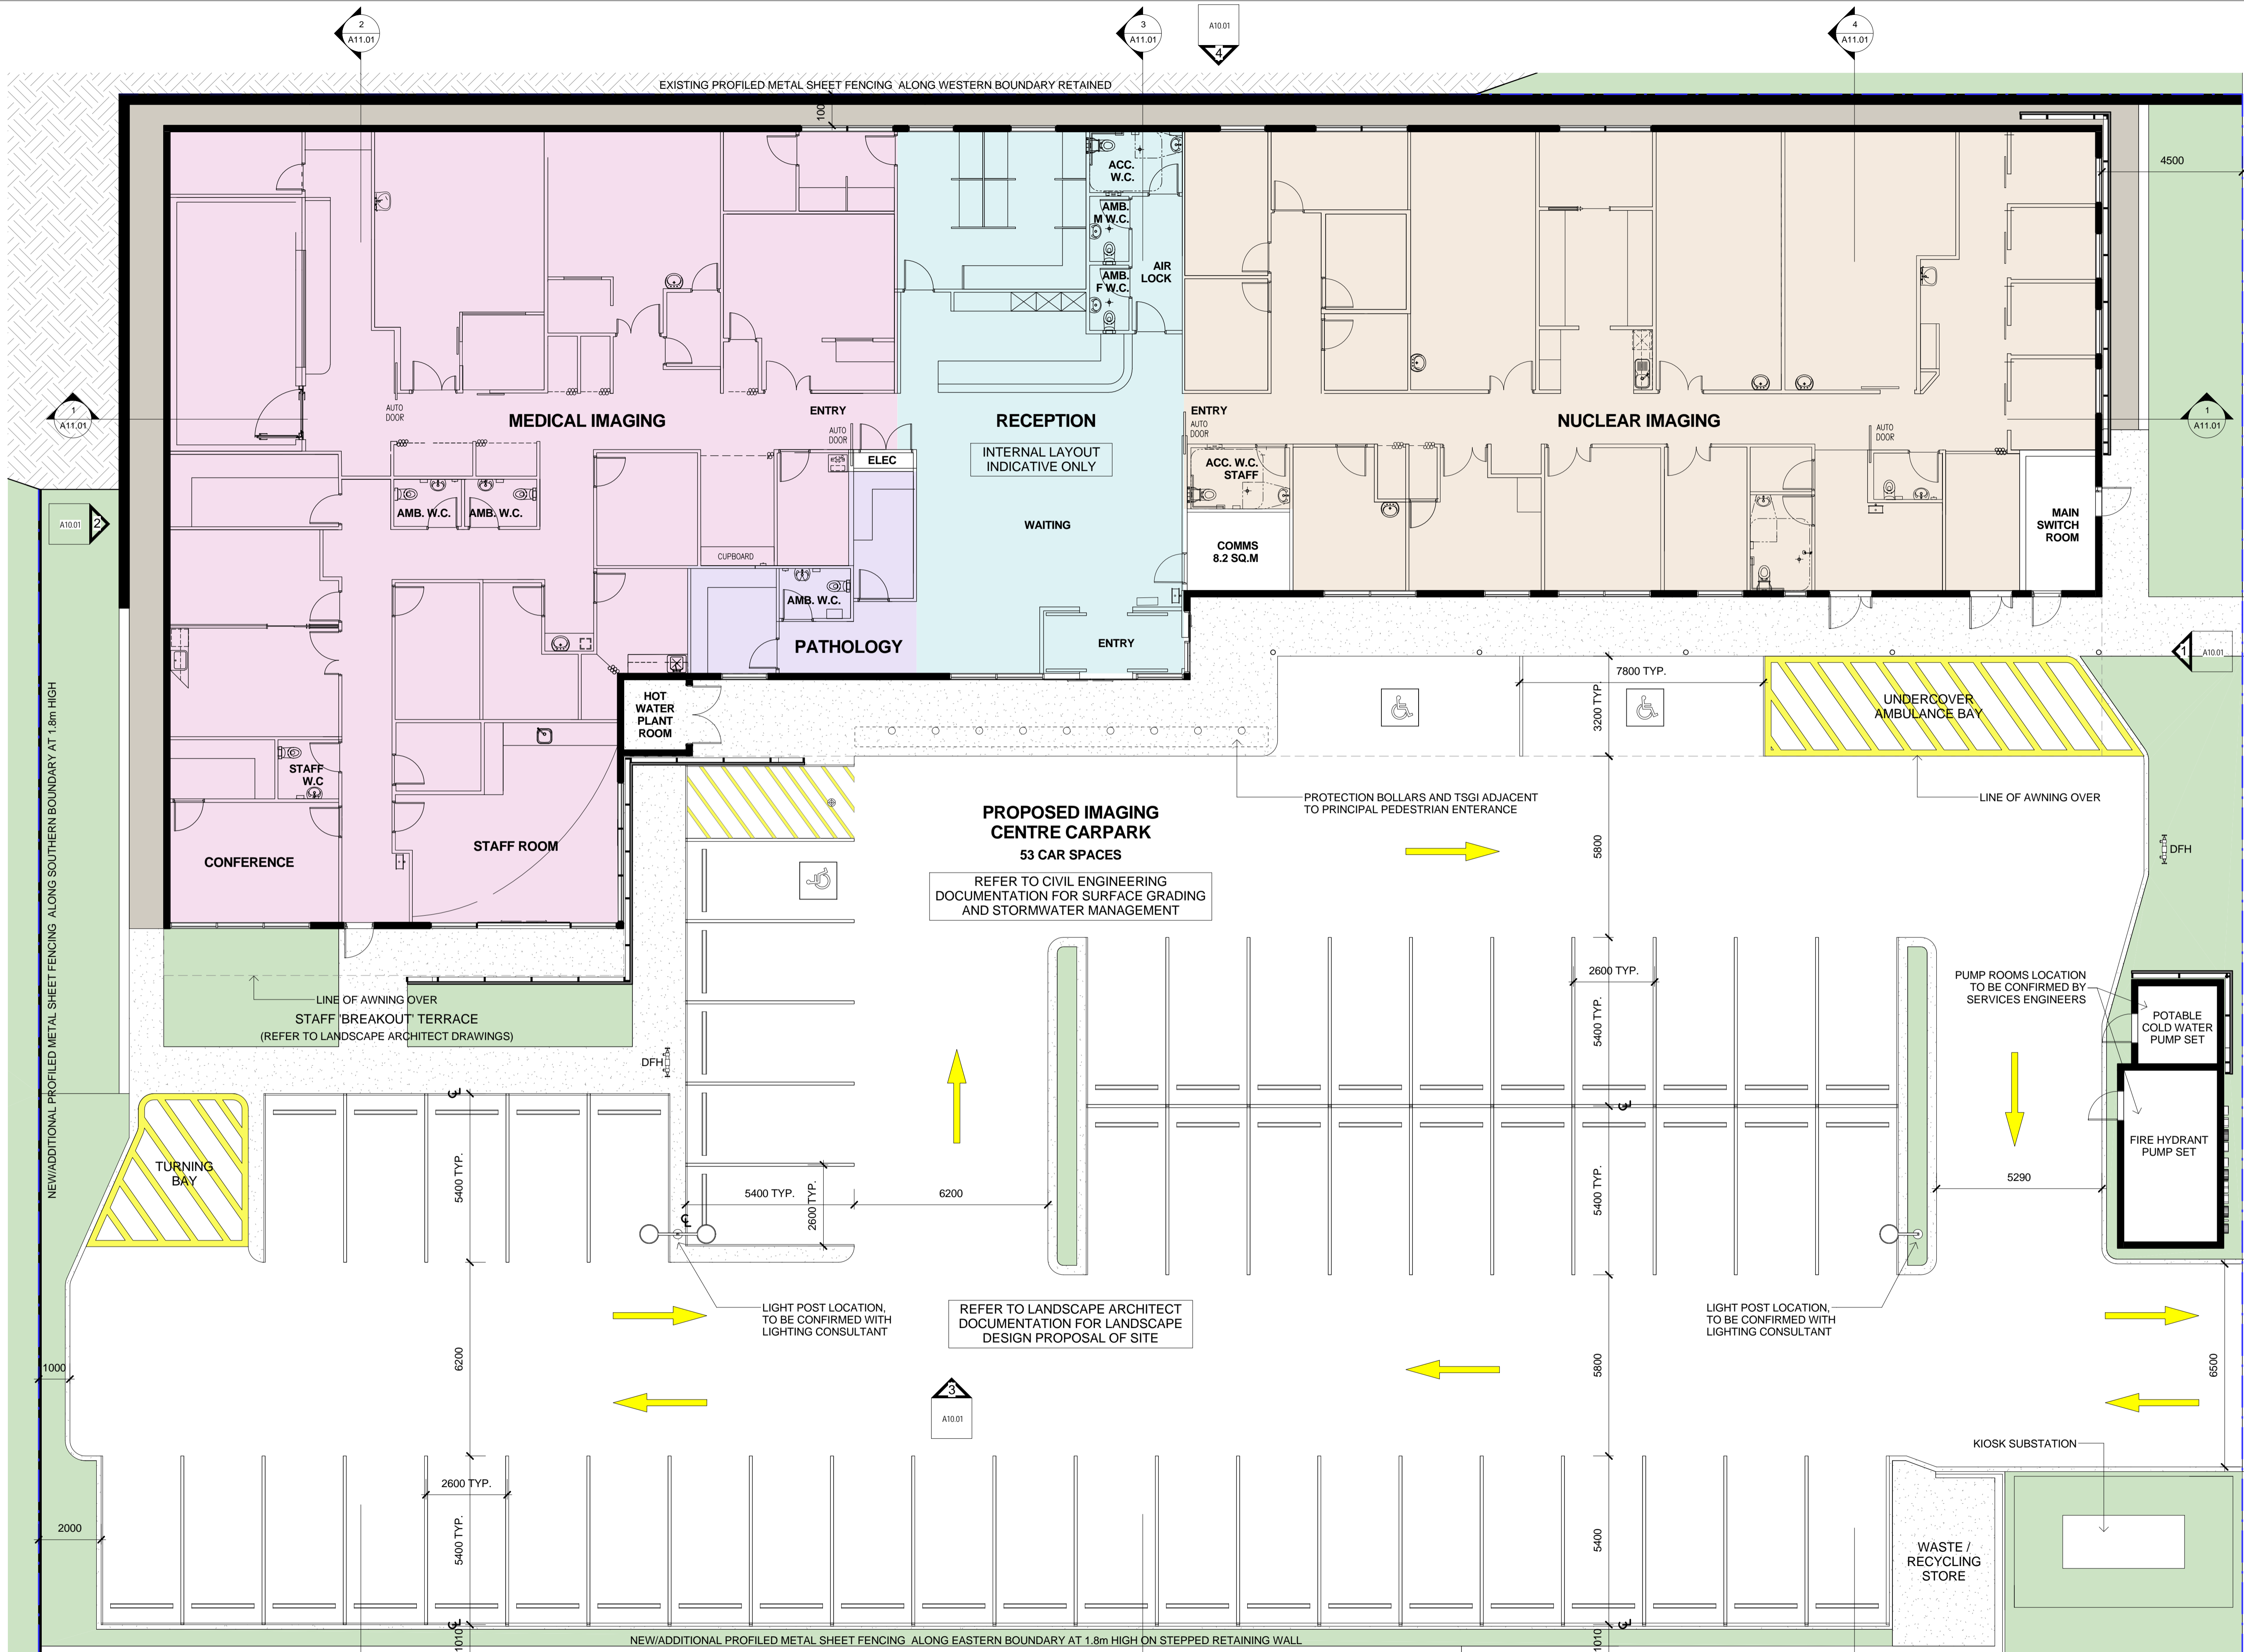 2
A11.01
3
A11.01
A10.01
4
4
A11.01
EXISTING PROFILED METAL SHEET FENCING ALONG WESTERN BOUNDARY RETAINED
100
4500
ACC.
W.C.
AMB.
M W.C.
AIR
LOCK
AMB.
F W.C.
1
A11.01
AUTO
DOOR
MEDICAL IMAGING
ENTRY
AUTO
DOOR
RECEPTION
INTERNAL LAYOUT
INDICATIVE ONLY
ENTRY
AUTO
DOOR
NUCLEAR IMAGING
AUTO
DOOR
1
A11.01
ELEC
ACC. W.C.
STAFF
A10.01
2
AMB. W.C.
AMB. W.C.
WAITING
COMMS
8.2 SQ.M
MAIN
SWITCH
ROOM
CUPBOARD
AMB. W.C.
PATHOLOGY
ENTRY
1
A10.01
HOT
WATER
PLANT
ROOM
7800 TYP.
3200 TYP.
UNDERCOVER
AMBULANCE BAY
STAFF
W.C
CONFERENCE
STAFF ROOM
PROTECTION BOLLARS AND TSGI ADJACENT
TO PRINCIPAL PEDESTRIAN ENTERANCE
LINE OF AWNING OVER
PROPOSED IMAGING
CENTRE CARPARK
53 CAR SPACES
REFER TO CIVIL ENGINEERING
DOCUMENTATION FOR SURFACE GRADING
AND STORMWATER MANAGEMENT
5800
DFH
NEW/ADDITIONAL PROFILED METAL SHEET FENCING ALONG SOUTHERN BOUNDARY AT 1.8m HIGH
LINE OF AWNING OVER
STAFF 'BREAKOUT' TERRACE
(REFER TO LANDSCAPE ARCHITECT DRAWINGS)
2600 TYP.
5400 TYP.
PUMP ROOMS LOCATION
TO BE CONFIRMED BY
SERVICES ENGINEERS
POTABLE
COLD WATER
PUMP SET
DFH
TURNING
BAY
5400 TYP.
5400 TYP.
2600 TYP.
6200
5400 TYP.
5290
FIRE HYDRANT
PUMP SET
LIGHT POST LOCATION,
TO BE CONFIRMED WITH
LIGHTING CONSULTANT
REFER TO LANDSCAPE ARCHITECT
DOCUMENTATION FOR LANDSCAPE
DESIGN PROPOSAL OF SITE
LIGHT POST LOCATION,
TO BE CONFIRMED WITH
LIGHTING CONSULTANT
1000
6200
5800
6500
3
A10.01
KIOSK SUBSTATION
2600 TYP.
2000
5400 TYP.
5400
WASTE /
RECYCLING
STORE
1010
NEW/ADDITIONAL PROFILED METAL SHEET FENCING ALONG EASTERN BOUNDARY AT 1.8m HIGH ON STEPPED RETAINING WALL
1010